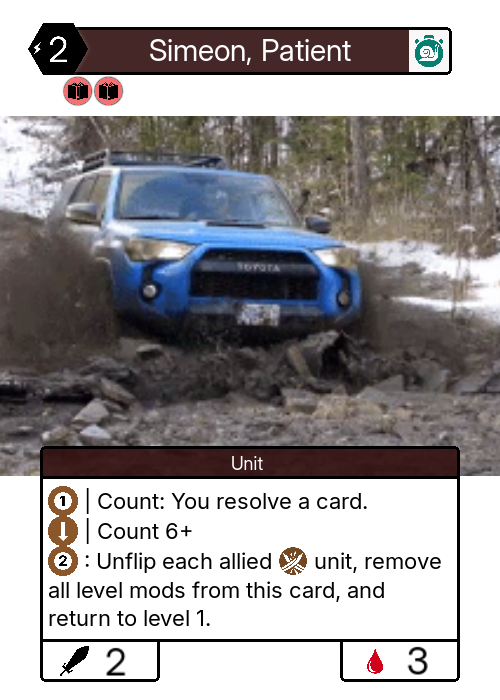 2
Simeon, Patient
TOYOTA
Unit
1 | Count: You resolve a card.
| Count 6+
2 : Unflip each allied unit, remove
all level mods from this card, and
return to level 1.
2
3